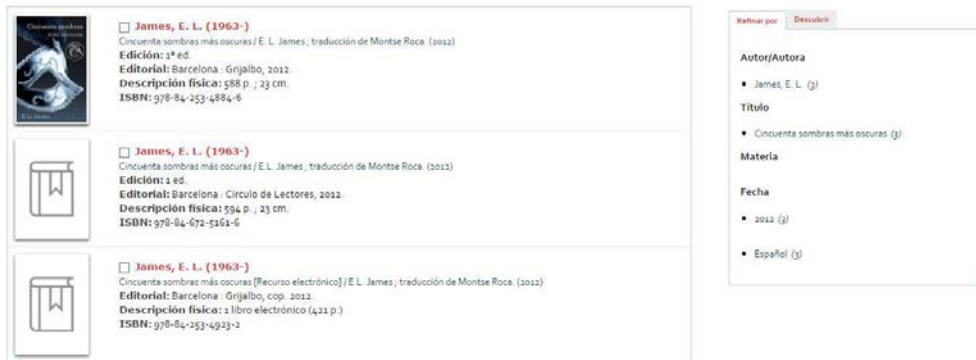 Cincuenta sombras
más oscuras
E. L. James
James, E. L. (1963-)
Cincuenta sombras más oscuras / E. L. James ; traducción de Montse Roca. (2012)
Edición: 1ª ed.
Editorial: Barcelona : Grijalbo, 2012.
Descripción física: 588 p. ; 23 cm.
ISBN: 978-84-253-4884-6
James, E. L. (1963-)
Cincuenta sombras más oscuras / E.L. James ; traducción de Montse Roca. (2012)
Edición: 1 ed.
Editorial: Barcelona : Círculo de Lectores, 2012.
Descripción física: 594 p. ; 23 cm.
ISBN: 978-84-672-5161-6
James, E. L. (1963-)
Cincuenta sombras más oscuras [Recurso electrónico] / E.L. James ; traducción de Montse Roca. (2012)
Editorial: Barcelona : Grijalbo, cop. 2012.
Descripción física: 1 libro electrónico (421 p.)
ISBN: 978-84-253-4923-2
Refinar por Descubrir
Autor/Autora
James, E. L. (3)
Título
Cincuenta sombras más oscuras (3)
Materia
Fecha
2012 (3)
Español (3)